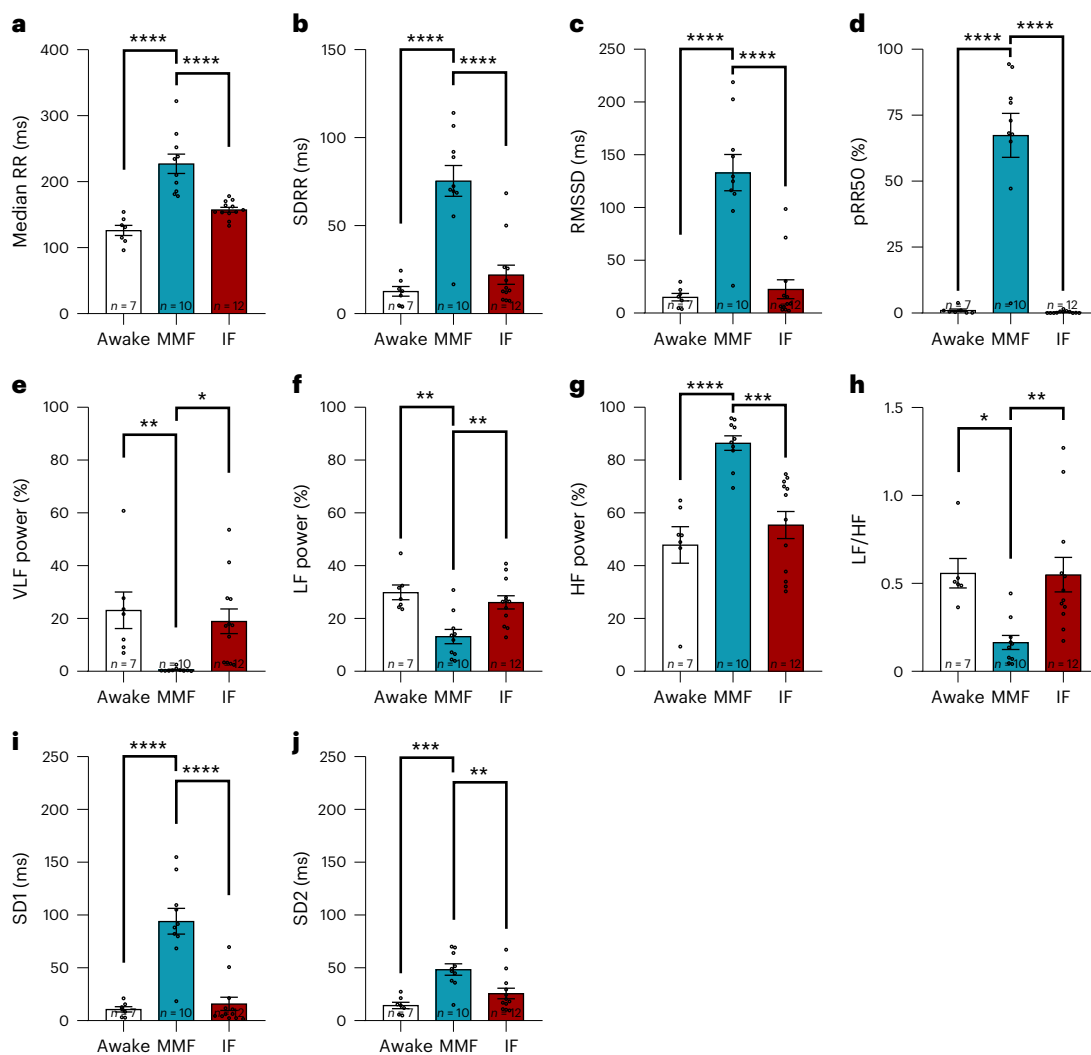 a
****
****
Median RR (ms)
400
300
200
100
0
n = 7
n = 10
n = 12
Awake MMF IF
b
****
****
SDRR (ms)
150
100
50
0
n = 7
n = 10
n = 12
Awake MMF IF
c
****
****
RMSSD (ms)
250
200
150
100
50
0
n = 7
n = 10
n = 12
Awake MMF IF
d
****
****
pRR50 (%)
100
75
50
25
0
n = 7
n = 10
n = 12
Awake MMF IF
e
**
*
VLF power (%)
100
80
60
40
20
0
n = 7
n = 10
n = 12
Awake MMF IF
f
**
**
LF power (%)
100
80
60
40
20
0
n = 7
n = 10
n = 12
Awake MMF IF
g
****
***
HF power (%)
100
80
60
40
20
0
n = 7
n = 10
n = 12
Awake MMF IF
h
*
**
LF/HF
1.5
1.0
0.5
0
n = 7
n = 10
n = 12
Awake MMF IF
i
****
****
SD1 (ms)
250
200
150
100
50
0
n = 7
n = 10
n = 12
Awake MMF IF
j
***
**
SD2 (ms)
250
200
150
100
50
0
n = 7
n = 10
n = 12
Awake MMF IF